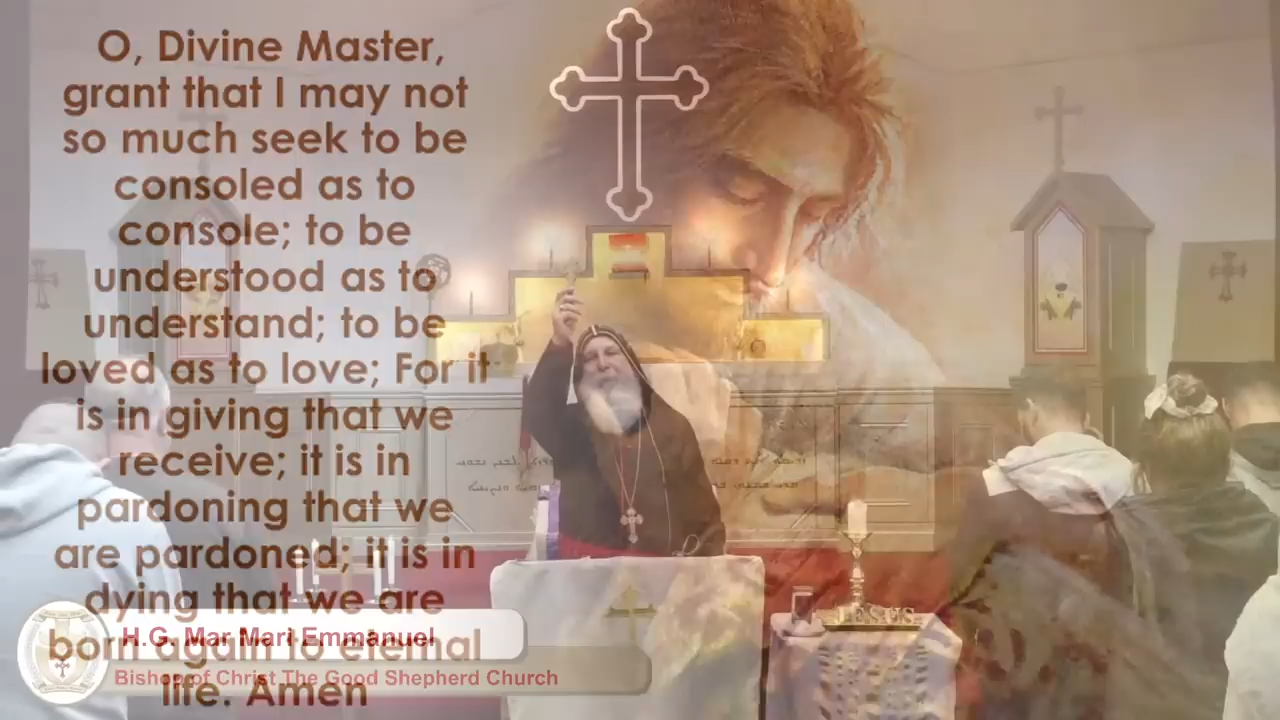 O, Divine Master,
grant that I may not
so much seek to be
consoled as to
console; to be
understood as to
understand; to be
loved as to love; For it
is in giving that we
receive; it is in
pardoning that we
are pardoned; it is in
dying that we are
born again to eternal
life. Amen
H.G. Mar Mari Emmanuel
Bishop of Christ The Good Shepherd Church
JESUS